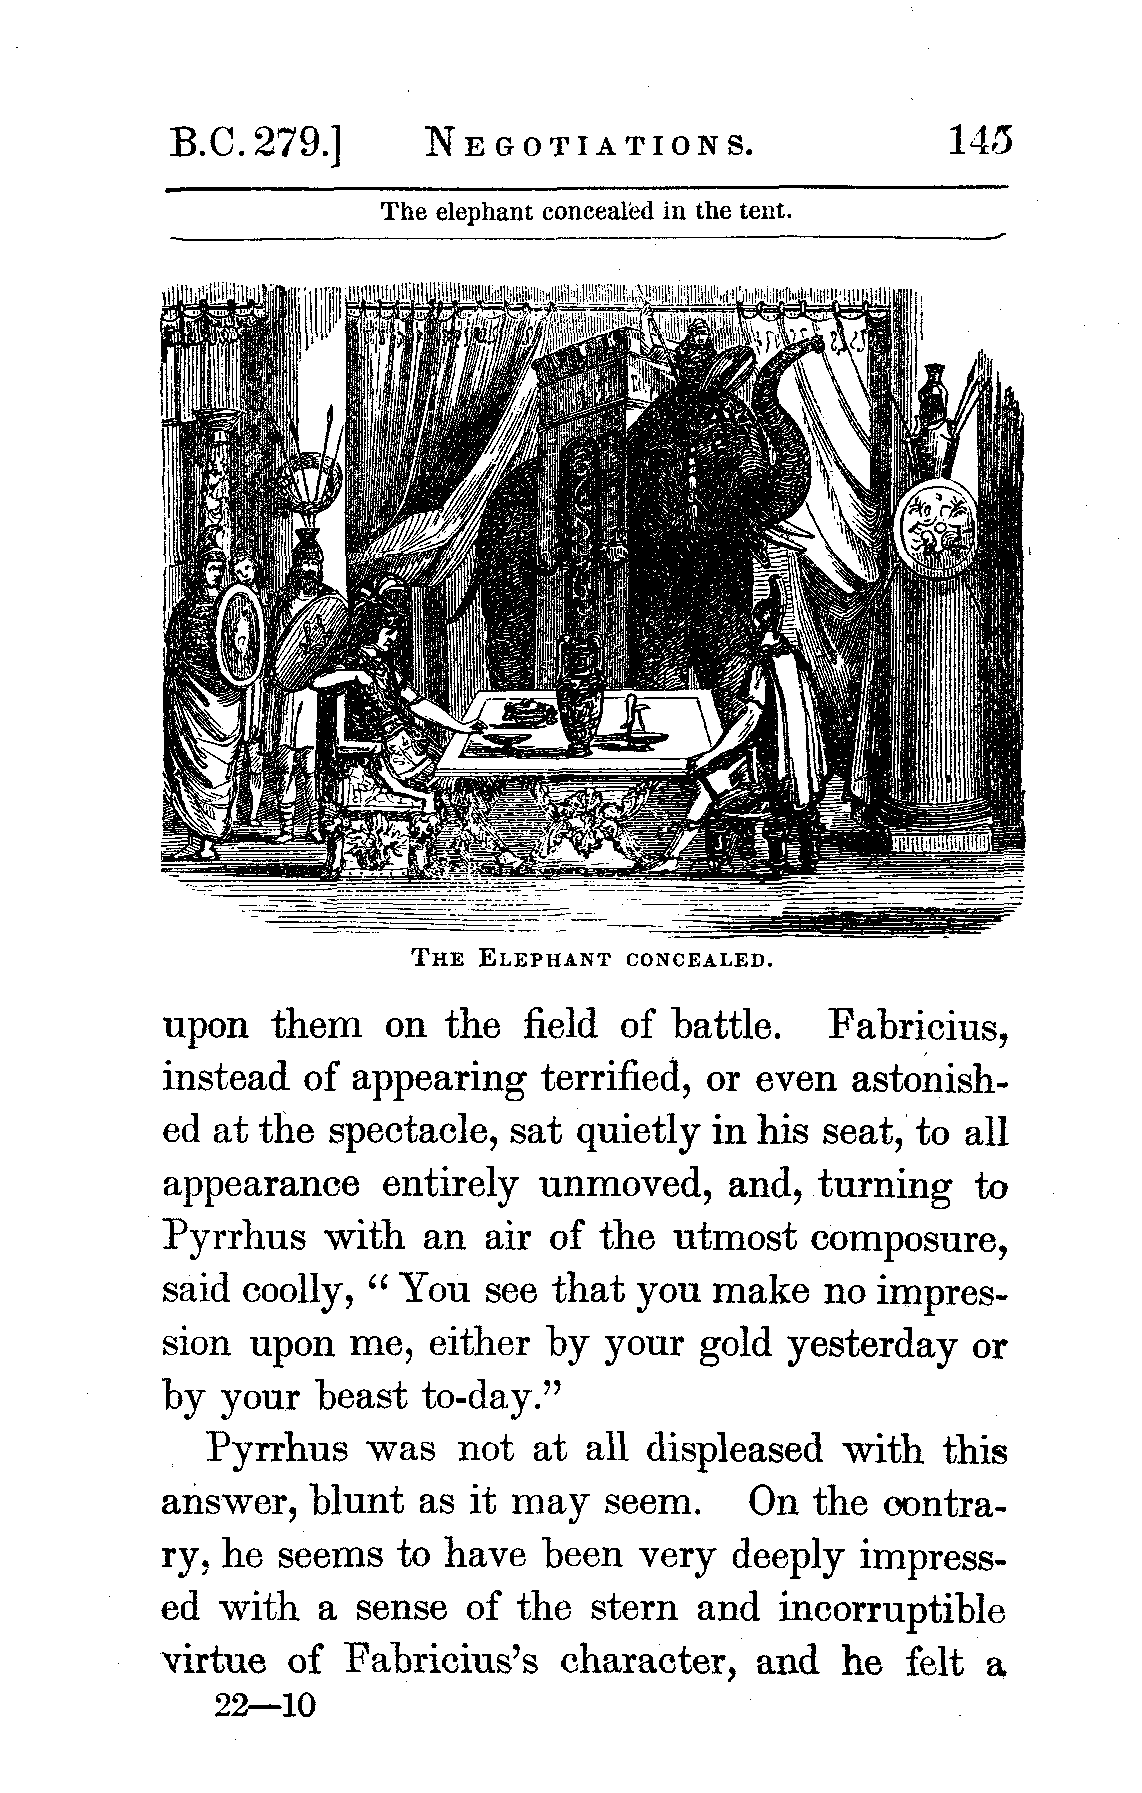 B.C. 279.] NEGOTIATIONS. 145
The elephant concealed in the tent.
THE ELEPHANT CONCEALED.
upon them on the field of battle. Fabricius,
instead of appearing terrified, or even astonish-
ed at the spectacle, sat quietly in his seat, to all
appearance entirely unmoved, and, turning to
Pyrrhus with an air of the utmost composure,
said coolly, “ You see that you make no impres-
sion upon me, either by your gold yesterday or
by your beast to-day.”
Pyrrhus was not at all displeased with this
answer, blunt as it may seem. On the contra-
ry, he seems to have been very deeply impress-
ed with a sense of the stern and incorruptible
virtue of Fabricius’s character, and he felt a
22—10